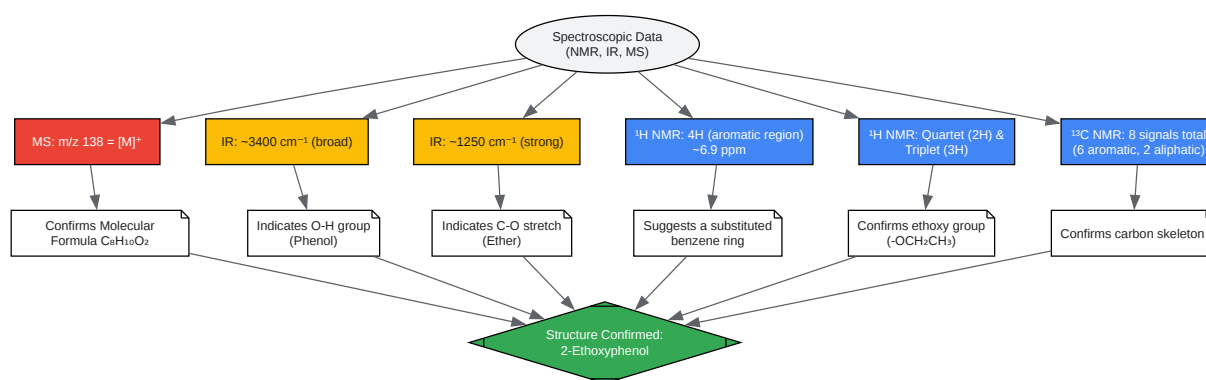 Spectroscopic Data
(NMR, IR, MS)
MS: m/z 138 = [M]⁺
IR: ~3400 cm⁻¹ (broad)
IR: ~1250 cm⁻¹ (strong)
¹H NMR: 4H (aromatic region)
~6.9 ppm
¹H NMR: Quartet (2H) &
Triplet (3H)
¹³C NMR: 8 signals total
(6 aromatic, 2 aliphatic)
Confirms Molecular
Formula C₈H₁₀O₂
Indicates O-H group
(Phenol)
Indicates C-O stretch
(Ether)
Suggests a substituted
benzene ring
Confirms ethoxy group
(-OCH₂CH₃)
Confirms carbon skeleton
Structure Confirmed:
2-Ethoxyphenol